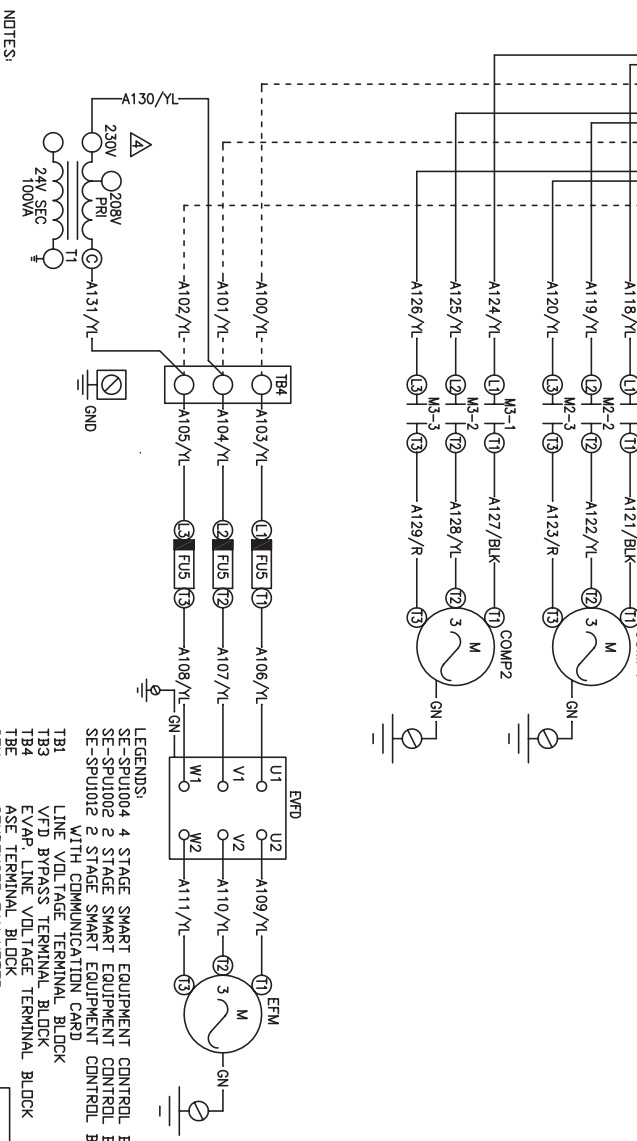 NOTES:
A130/YL
4
230V
208V
PRI
24V SEC
100VA
T1
C
A131/YL
GND
A118/YL
L1
T1
A121/BLK
A119/YL
L2
M2-2
T2
A122/YL
T2
A120/YL
L3
M2-3
T3
A123/R
T3
M
3
GN
A124/YL
L1
M3-1
T1
A127/BLK
T1
COMP2
A125/YL
L2
M3-2
T2
A128/YL
T2
A126/YL
L3
M3-3
T3
A129/R
T3
M
3
GN
TB4
A100/YL
A103/YL
L1
FU5
T1
A106/YL
A101/YL
A104/YL
L2
FU5
T2
A107/YL
A102/YL
A105/YL
L3
FU5
T3
A108/YL
GN
EVFD
U1
U2
V1
V2
W1
W2
A109/YL
T1
EFM
A110/YL
T2
A111/YL
T3
M
3
GN
LEGENDS:
SE-SPU1004 4 STAGE SMART EQUIPMENT CONTROL
SE-SPU1002 2 STAGE SMART EQUIPMENT CONTROL
SE-SPU1012 2 STAGE SMART EQUIPMENT CONTROL
WITH COMMUNICATION CARD
TB1 LINE VOLTAGE TERMINAL BLOCK
TB3 VFD BYPASS TERMINAL BLOCK
TB4 EVAP. LINE VOLTAGE TERMINAL BLOCK
TBE ASE TERMINAL BLOCK